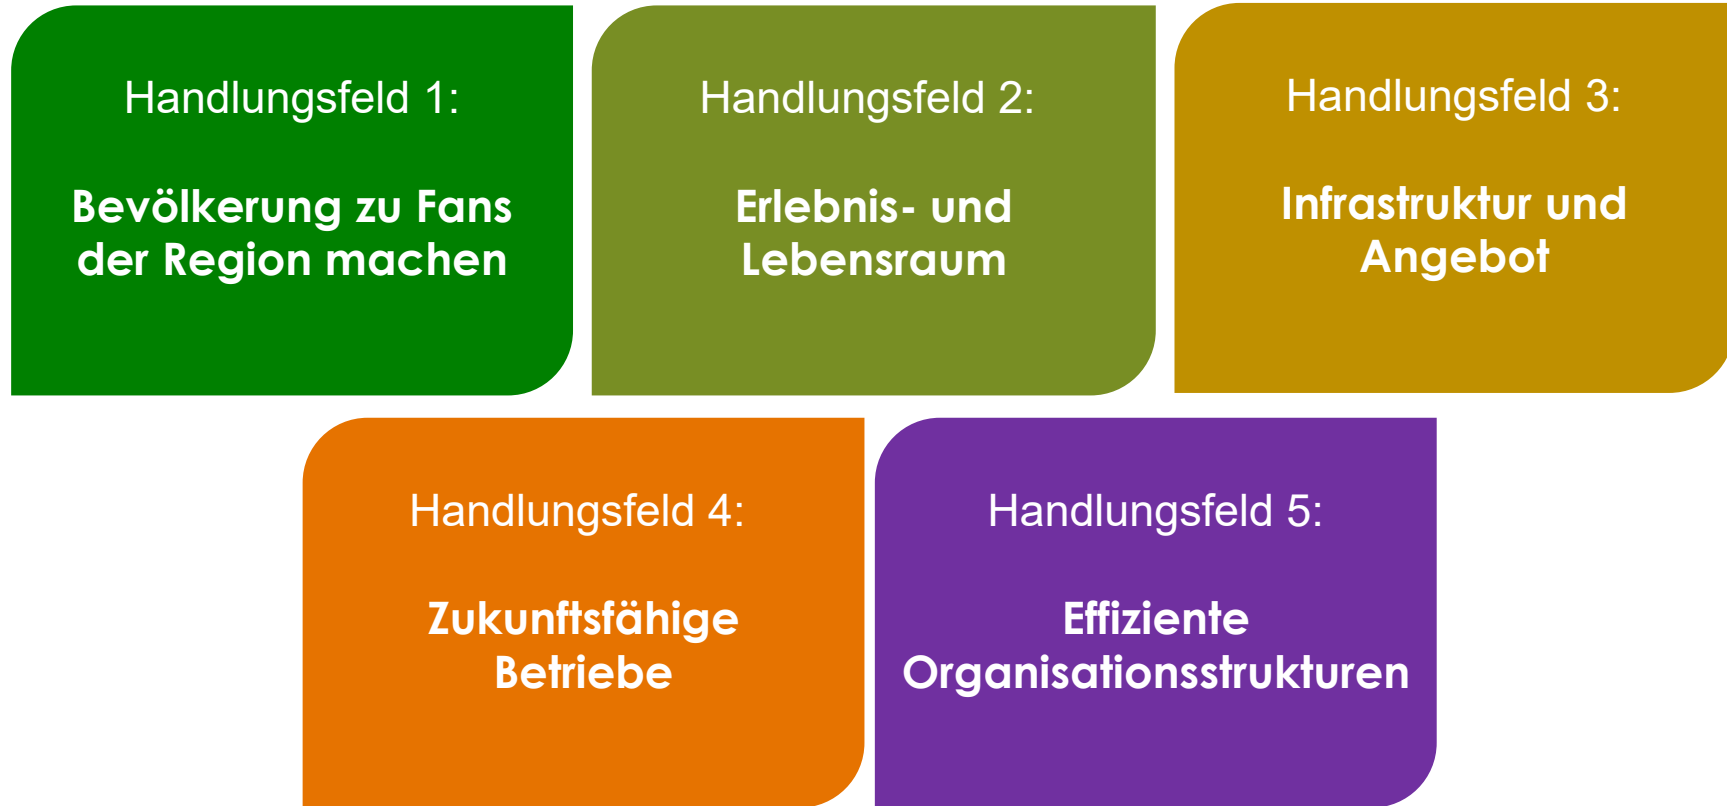 Handlungsfeld 1:
Bevölkerung zu Fans
der Region machen
Handlungsfeld 2:
Erlebnis- und
Lebensraum
Handlungsfeld 3:
Infrastruktur und
Angebot
Handlungsfeld 4:
Zukunftsfähige
Betriebe
Handlungsfeld 5:
Effiziente
Organisationsstrukturen